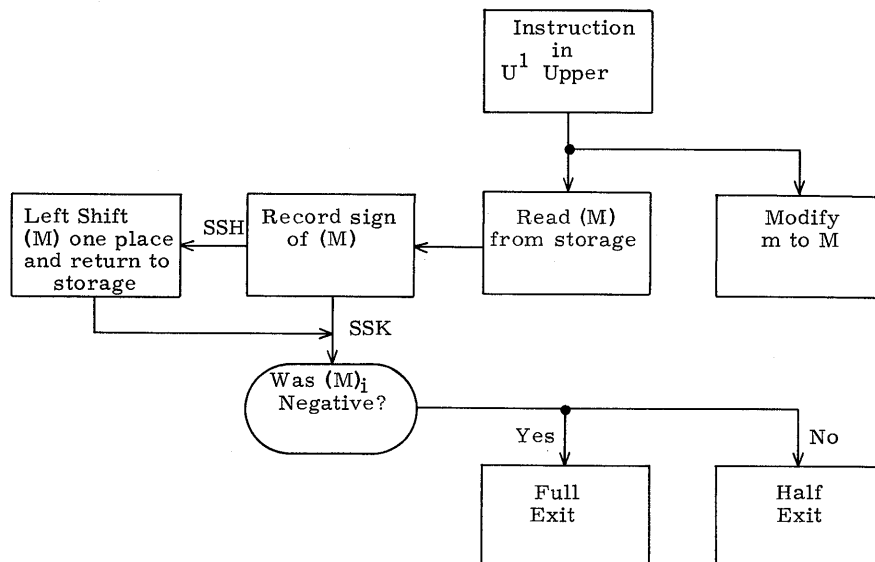 Instruction
in
U¹ Upper
Left Shift
(M) one place
and return to
storage
SSH
Record sign
of (M)
Read (M)
from storage
Modify
m to M
SSK
Was (M)i
Negative?
Yes
No
Full
Exit
Half
Exit